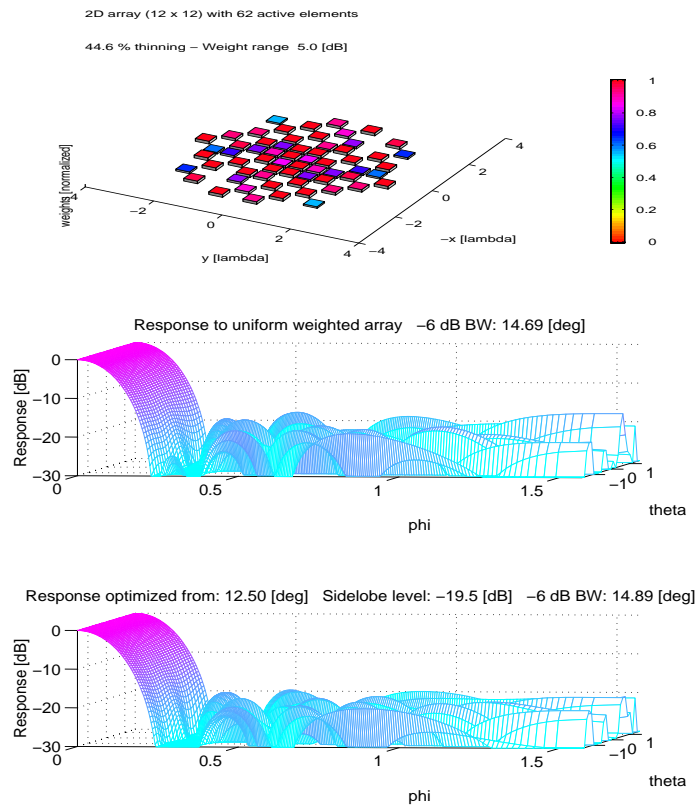 2D array (12 x 12) with 62 active elements
44.6 % thinning − Weight range 5.0 [dB]
weights [normalized]
−4
−2
0
2
4
y [lambda]
−4
−2
0
2
4
−x [lambda]
1
0.8
0.6
0.4
0.2
0
Response to uniform weighted array −6 dB BW: 14.69 [deg]
Response [dB]
0
−10
−20
−30
0
0.5
1
1.5
phi
−1
0
1
theta
Response optimized from: 12.50 [deg] Sidelobe level: −19.5 [dB] −6 dB BW: 14.89 [deg]
Response [dB]
0
−10
−20
−30
0
0.5
1
1.5
phi
−1
0
1
theta